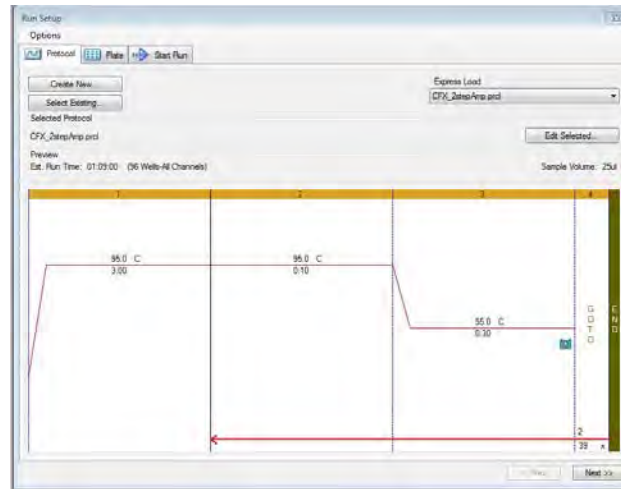 Run Setup
Options
Protocol Plate Start Run
Create New...
Express Load
Select Existing...
CFX_2stepAmp.prcl
Selected Protocol
CFX_2stepAmp.prcl
Edit Selected...
Preview
Est. Run Time: 01:09:00 (96 Wells-All Channels)
Sample Volume: 25ul
1 2 3 4
95.0 C
3:00
95.0 C
0:10
55.0 C
0:30
GOTO
END
2
39 x
Next >>